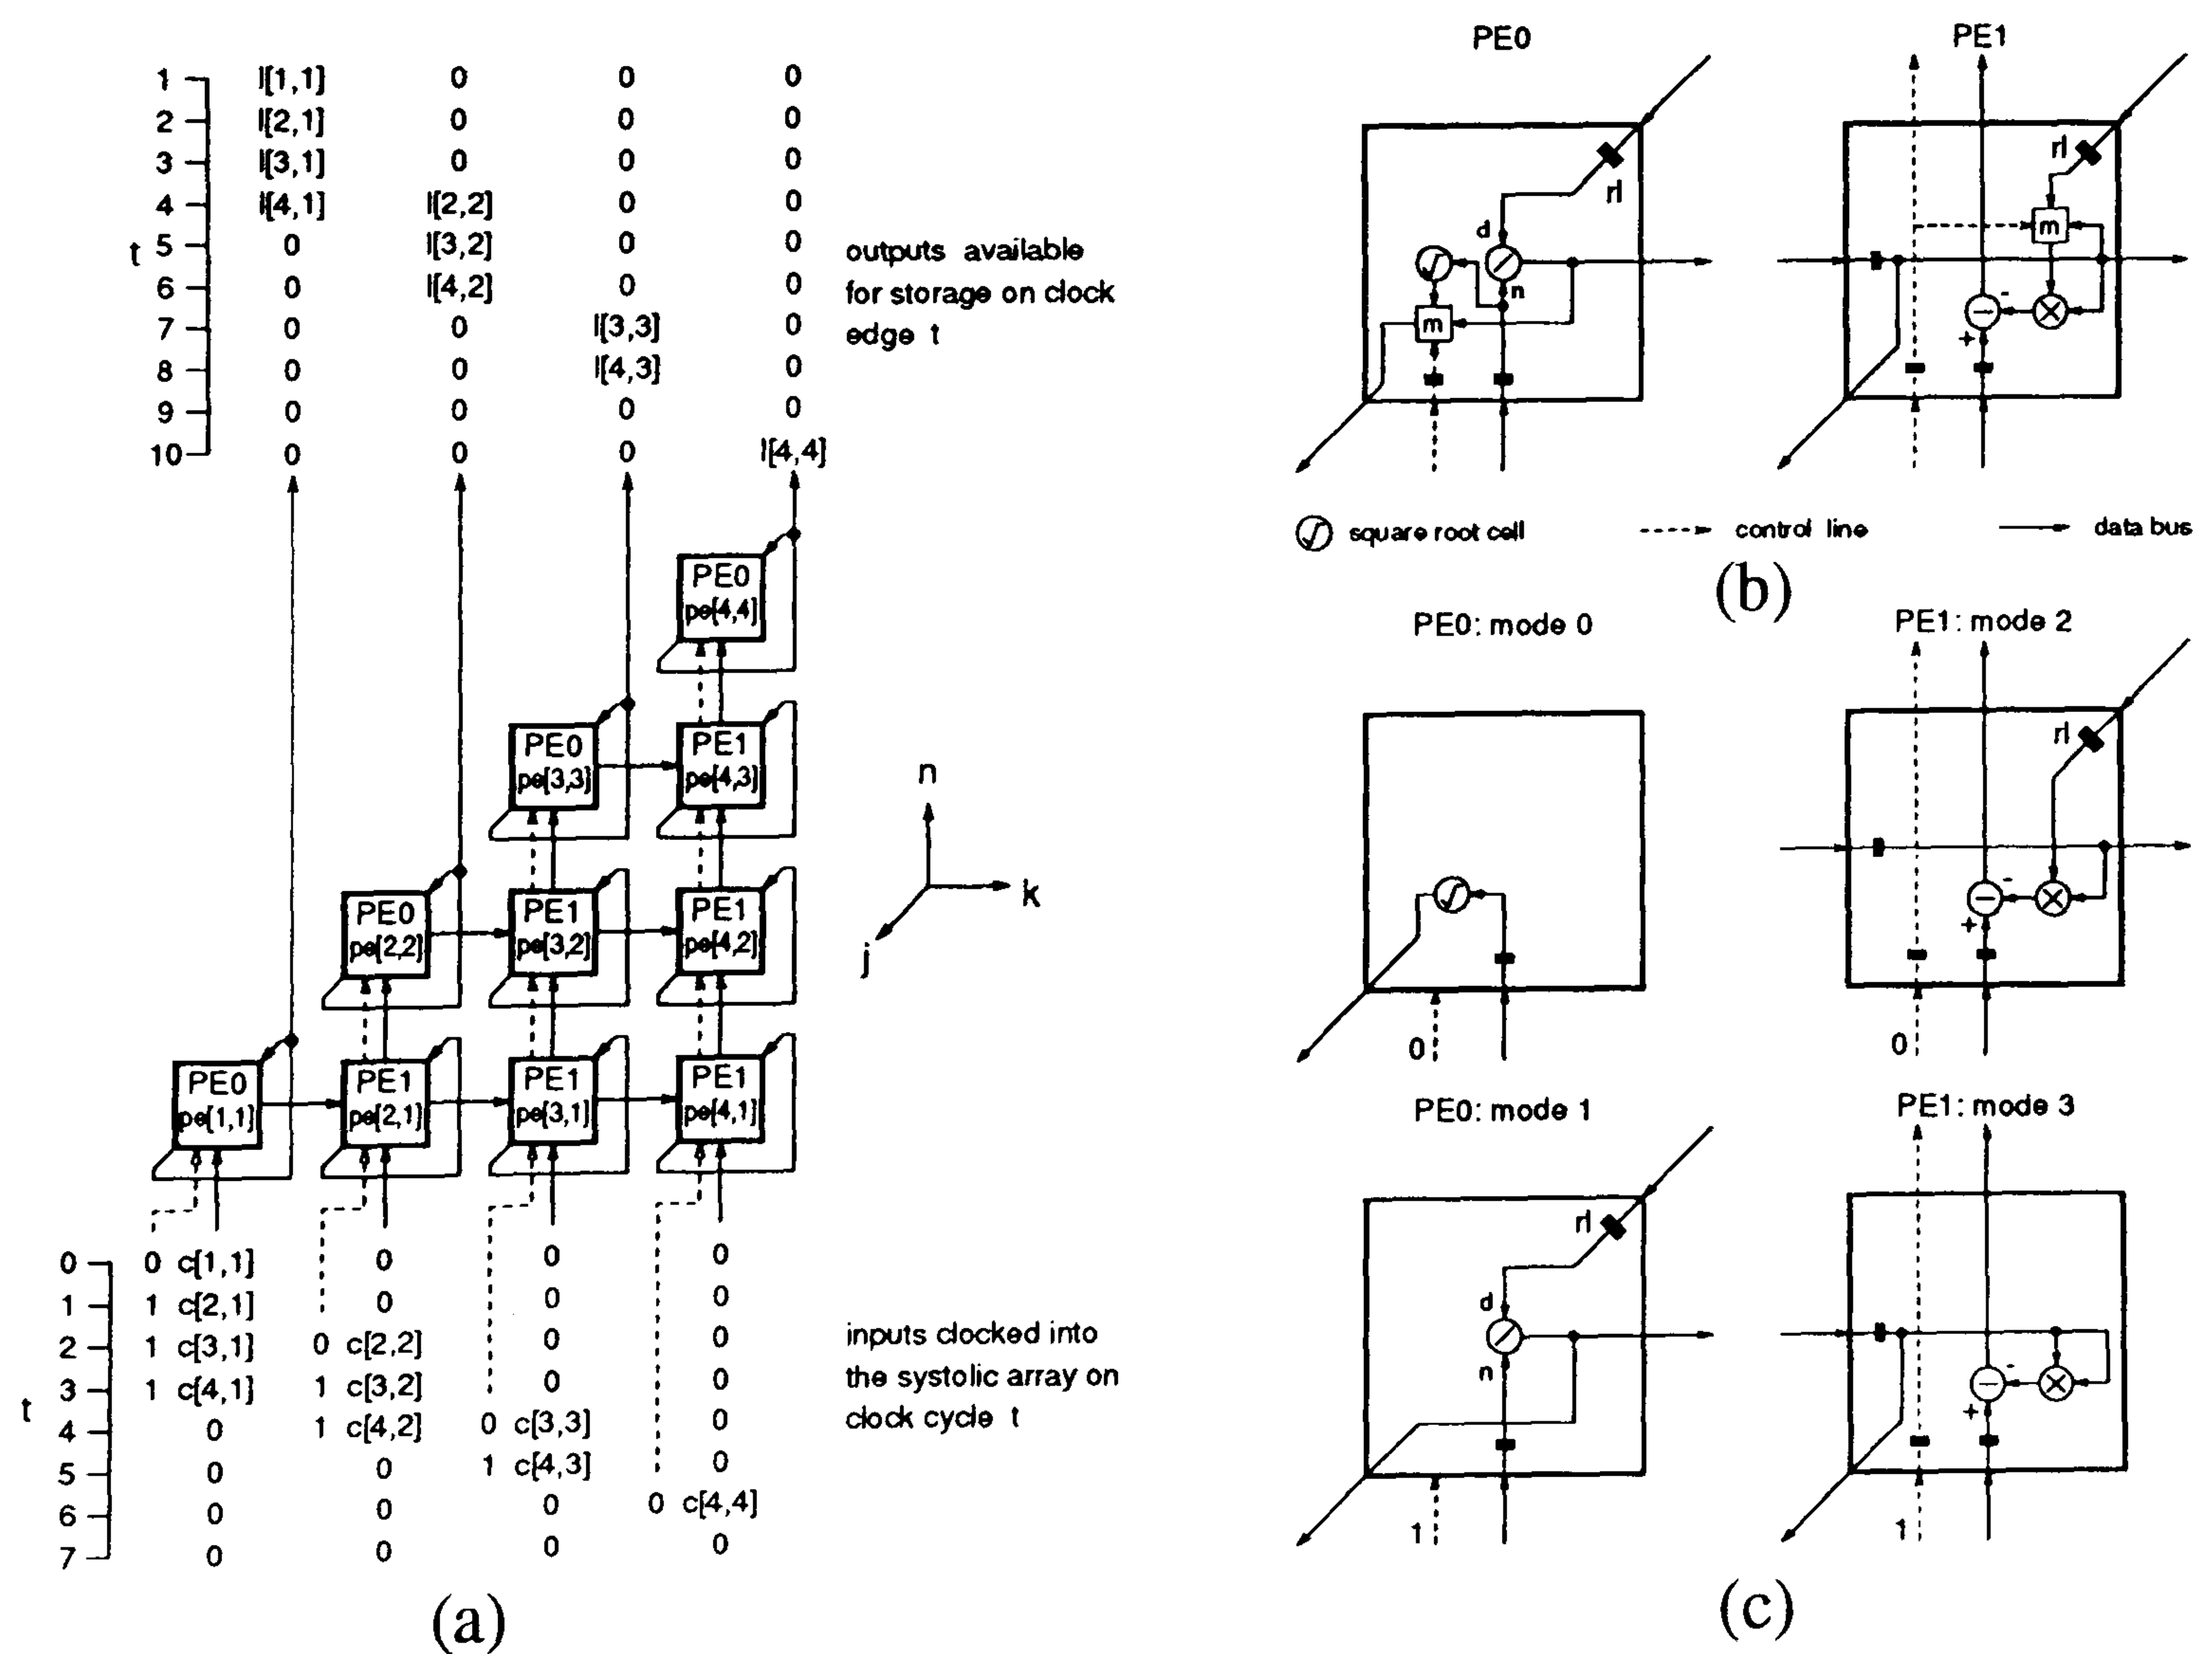 1 l[1,1] 0 0 0
2 l[2,1] 0 0 0
3 l[3,1] 0 0 0
4 l[4,1] l[2,2] 0 0
t 5 0 l[3,2] 0 0
6 0 l[4,2] 0 0
7 0 0 l[3,3] 0
8 0 0 l[4,3] 0
9 0 0 0 0
10 0 0 0 l[4,4]
outputs available
for storage on clock
edge t
PE0
pe[4,4]
PE0
pe[3,3]
PE1
pe[4,3]
PE0
pe[2,2]
PE1
pe[3,2]
PE1
pe[4,2]
PE0
pe[1,1]
PE1
pe[2,1]
PE1
pe[3,1]
PE1
pe[4,1]
n
k
j
0 0 c[1,1] 0 0 0
1 1 c[2,1] 0 0 0
2 1 c[3,1] 0 c[2,2] 0 0
3 1 c[4,1] 1 c[3,2] 0 0
t
4 0 1 c[4,2] 0 c[3,3] 0
5 0 0 1 c[4,3] 0
6 0 0 0 0 c[4,4]
7 0 0 0 0
inputs clocked into
the systolic array on
clock cycle t
(a)
PE0
rl
d
n
m
PE1
rl
m
-
+
square root cell
control line
data bus
(b)
PE0: mode 0
0
PE1: mode 2
rl
-
+
0
PE0: mode 1
rl
d
n
1
PE1: mode 3
-
+
1
(c)